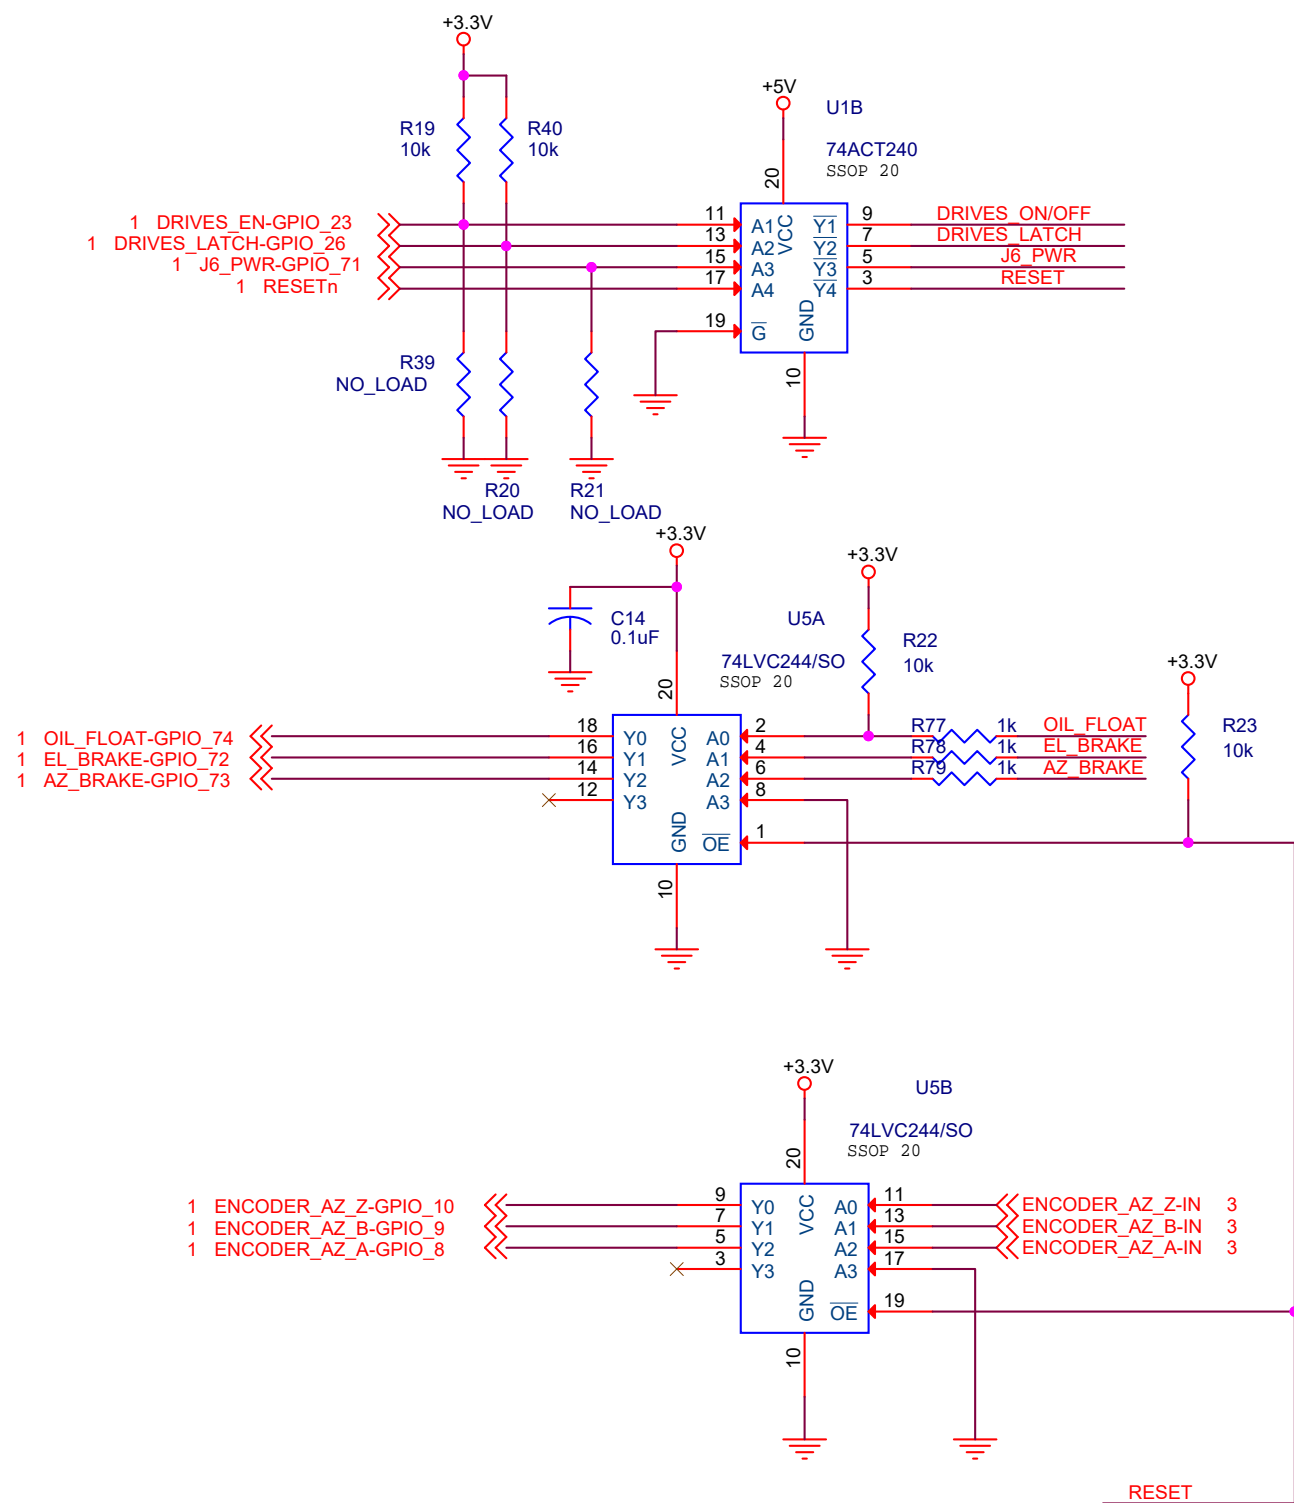 +3.3V
+5V
U1B
R19
10k
R40
10k
74ACT240
SSOP 20
20
1 DRIVES_EN-GPIO_23
11
A1
VCC
Y1
9
DRIVES_ON/OFF
1 DRIVES_LATCH-GPIO_26
13
A2
Y2
7
DRIVES_LATCH
1 J6_PWR-GPIO_71
15
A3
Y3
5
J6_PWR
1 RESETn
17
A4
Y4
3
RESET
19
G
GND
10
R39
NO_LOAD
R20
NO_LOAD
R21
NO_LOAD
+3.3V
+3.3V
C14
0.1uF
U5A
74LVC244/SO
SSOP 20
R22
10k
+3.3V
20
R23
10k
1 OIL_FLOAT-GPIO_74
18
Y0
VCC
A0
2
R77
1k
OIL_FLOAT
1 EL_BRAKE-GPIO_72
16
Y1
A1
4
R78
1k
EL_BRAKE
1 AZ_BRAKE-GPIO_73
14
Y2
A2
6
R79
1k
AZ_BRAKE
12
Y3
A3
8
GND
OE
1
10
+3.3V
U5B
74LVC244/SO
SSOP 20
20
1 ENCODER_AZ_Z-GPIO_10
9
Y0
VCC
A0
11
ENCODER_AZ_Z-IN 3
1 ENCODER_AZ_B-GPIO_9
7
Y1
A1
13
ENCODER_AZ_B-IN 3
1 ENCODER_AZ_A-GPIO_8
5
Y2
A2
15
ENCODER_AZ_A-IN 3
3
Y3
A3
17
GND
OE
19
10
RESET